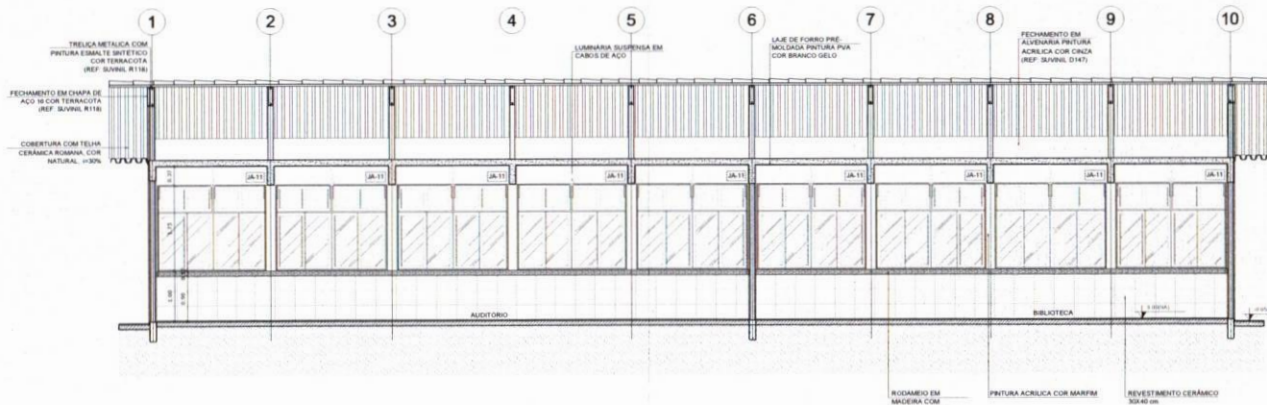 1 2 3 4 5 6 7 8 9 10
TRELIÇA METÁLICA COM
PINTURA ESMALTE SINTÉTICO
COR TERRACOTA
(REF. SUVINIL R118)
LUMINÁRIA SUSPENSA EM
CABOS DE AÇO
LAJE DE FORRO PRÉ-
MOLDADA PINTURA PVA
COR BRANCO GELO
FECHAMENTO EM
ALVENARIA PINTURA
ACRÍLICA COR CINZA
(REF. SUVINIL D147)
FECHAMENTO EM CHAPA DE
AÇO 16 COR TERRACOTA
(REF. SUVINIL R118)
COBERTURA COM TELHA
CERÂMICA ROMANA, COR
NATURAL. i=30%
JA-11 JA-11 JA-11 JA-11 JA-11 JA-11 JA-11 JA-11 JA-11
AUDITÓRIO
BIBLIOTECA
RODAMEIO EM
MADEIRA COM
PINTURA ACRÍLICA COR MARFIM
REVESTIMENTO CERÂMICO
30X40 cm